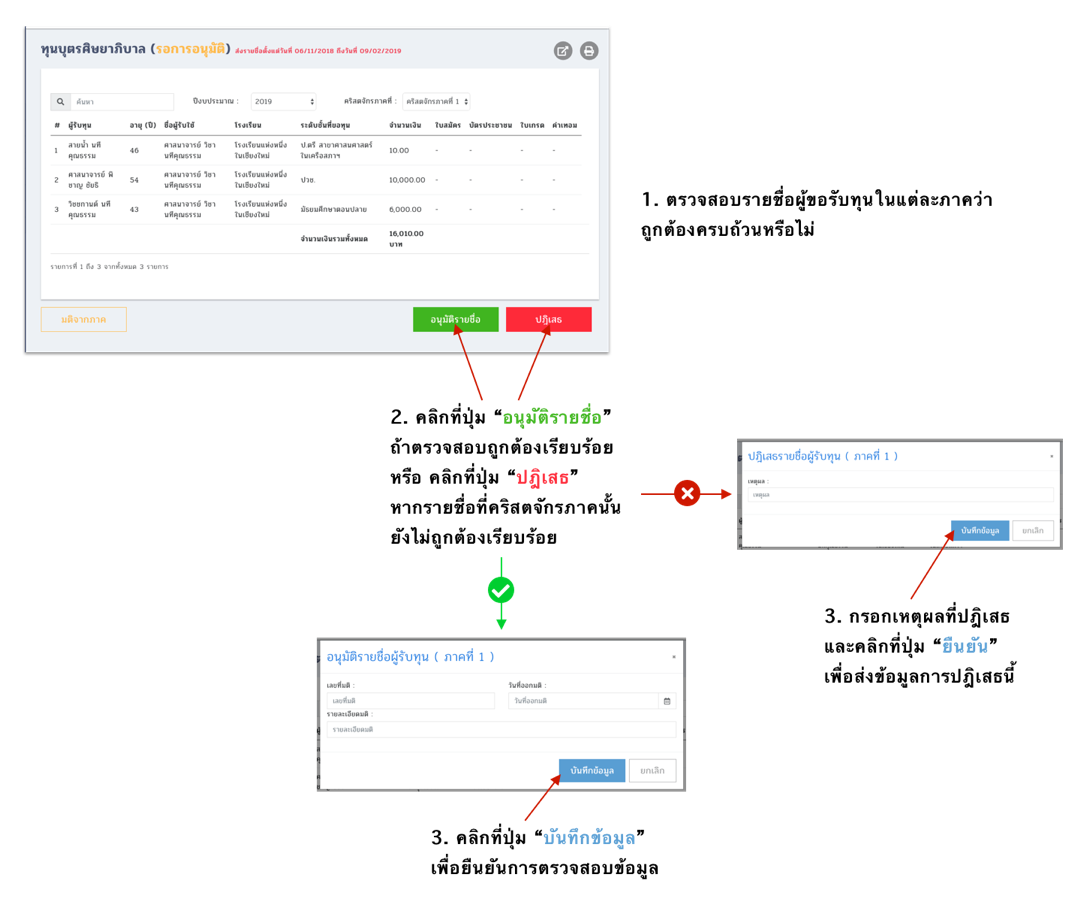 ทุนบุตรศิษยาภิบาล (รอการอนุมัติ) ส่งรายชื่อตั้งแต่วันที่ 06/11/2018 ถึงวันที่ 09/02/2019
ค้นหา ปีงบประมาณ : 2019 คริสตจักรภาคที่ : คริสตจักรภาคที่ 1
# ผู้รับทุน อายุ (ปี) ชื่อผู้รับใช้ โรงเรียน ระดับชั้นที่ขอทุน จำนวนเงิน ใบสมัคร บัตรประชาชน ใบเกรด ค่าเทอม
1 สายน้ำ นที คุณธรรม 46 ศาสนาจารย์ วิชา นทีคุณธรรม โรงเรียนแห่งหนึ่ง ในเชียงใหม่ ป.ตรี สาขาศาสนศาสตร์ ในเครือสภาฯ 10.00 - - - -
2 ศาสนาจารย์ พิ ชาญ ชัยธิ 54 ศาสนาจารย์ วิชา นทีคุณธรรม โรงเรียนแห่งหนึ่ง ในเชียงใหม่ ปวช. 10,000.00 - - - -
3 วิชชกานต์ นที คุณธรรม 43 ศาสนาจารย์ วิชา นทีคุณธรรม โรงเรียนแห่งหนึ่ง ในเชียงใหม่ มัธยมศึกษาตอนปลาย 6,000.00 - - - -
จำนวนเงินรวมทั้งหมด 16,010.00 บาท
รายการที่ 1 ถึง 3 จากทั้งหมด 3 รายการ
มติจากภาค อนุมัติรายชื่อ ปฏิเสธ
1. ตรวจสอบรายชื่อผู้ขอรับทุนในแต่ละภาคว่า
ถูกต้องครบถ้วนหรือไม่
2. คลิกที่ปุ่ม “อนุมัติรายชื่อ”
ถ้าตรวจสอบถูกต้องเรียบร้อย
หรือ คลิกที่ปุ่ม “ปฎิเสธ”
หากรายชื่อที่คริสตจักรภาคนั้น
ยังไม่ถูกต้องเรียบร้อย
ปฏิเสธรายชื่อผู้รับทุน ( ภาคที่ 1 ) ×
เหตุผล :
เหตุผล
บันทึกข้อมูล ยกเลิก
3. กรอกเหตุผลที่ปฎิเสธ
และคลิกที่ปุ่ม “ยืนยัน”
เพื่อส่งข้อมูลการปฎิเสธนี้
อนุมัติรายชื่อผู้รับทุน ( ภาคที่ 1 ) ×
เลขที่มติ : วันที่ออกมติ :
เลขที่มติ วันที่ออกมติ
รายละเอียดมติ :
รายละเอียดมติ
บันทึกข้อมูล ยกเลิก
3. คลิกที่ปุ่ม “บันทึกข้อมูล”
เพื่อยืนยันการตรวจสอบข้อมูล